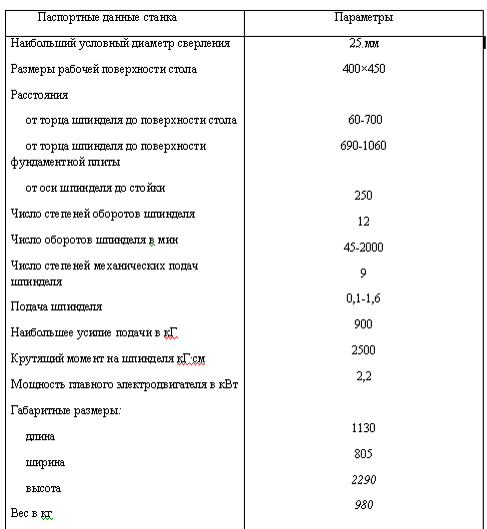 Паспортные данные станка Параметры
Наибольший условный диаметр сверления 25 мм
Размеры рабочей поверхности стола 400×450
Расстояния
от торца шпинделя до поверхности стола 60-700
от торца шпинделя до поверхности 690-1060
фундаментной плиты
от оси шпинделя до стойки 250
Число степеней оборотов шпинделя 12
Число оборотов шпинделя в мин 45-2000
Число степеней механических подач 9
шпинделя
Подача шпинделя 0,1-1,6
Наибольшее усилие подачи в кГ 900
Крутящий момент на шпинделя кГ·см 2500
Мощность плавного электродвигателя в кВт 2,2
Габаритные размеры:
длина 1130
ширина 805
высота 2290
Вес в кг 980